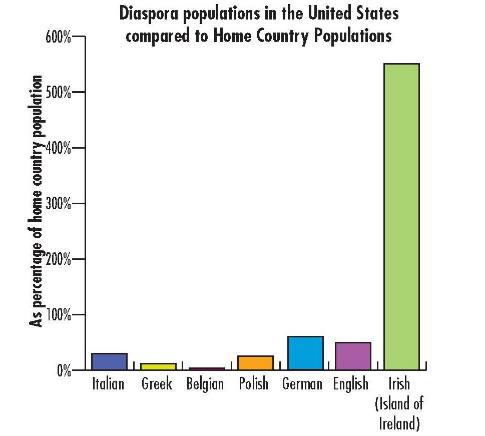 Diaspora populations in the United States
compared to Home Country Populations
As percentage of home country population
600%
500%
400%
300%
200%
100%
0%
Italian
Greek
Belgian
Polish
German
English
Irish
(Island of
Ireland)